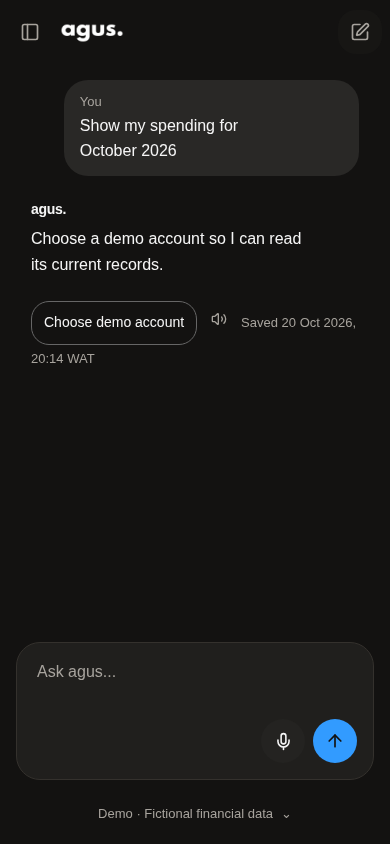 agus.
You
Show my spending for
October 2026
agus.
Choose a demo account so I can read
its current records.
Choose demo account
Saved 20 Oct 2026,
20:14 WAT
Ask agus...
Demo · Fictional financial data